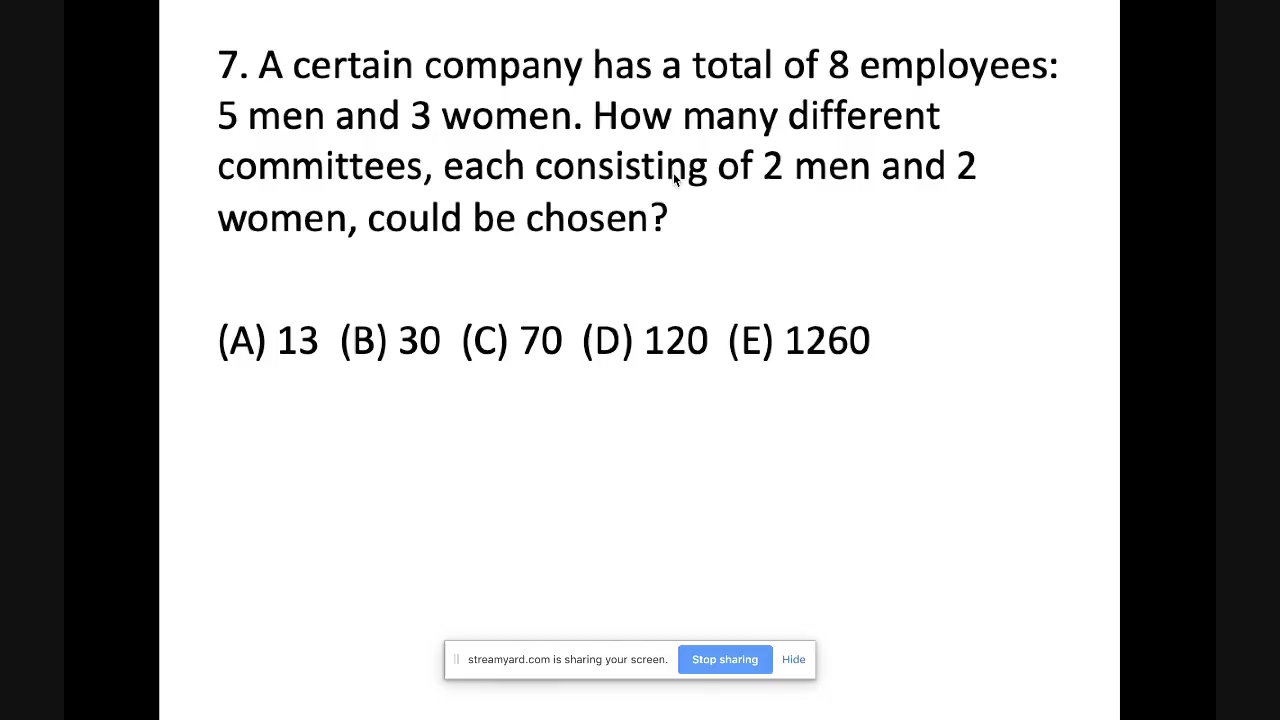 7. A certain company has a total of 8 employees:
5 men and 3 women. How many different
committees, each consisting of 2 men and 2
women, could be chosen?
(A) 13 (B) 30 (C) 70 (D) 120 (E) 1260
streamyard.com is sharing your screen. Stop sharing Hide